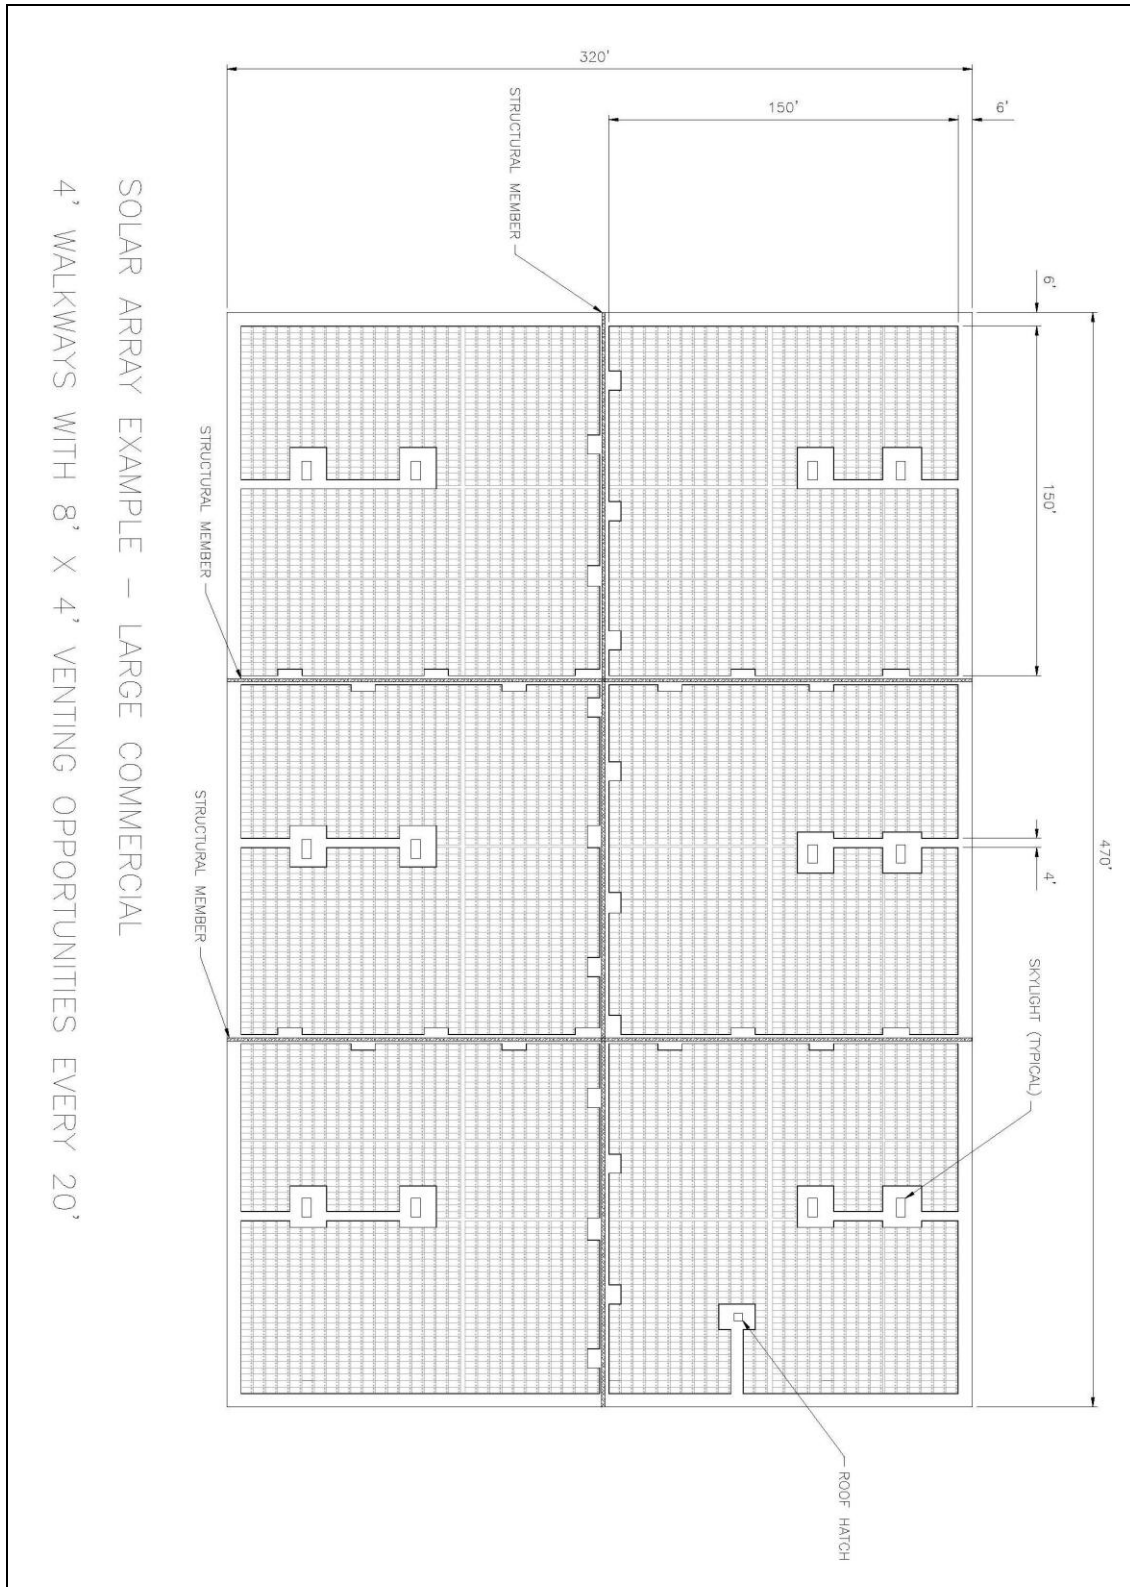 320'
150'
6'
STRUCTURAL MEMBER
6'
150'
470'
4'
STRUCTURAL MEMBER
STRUCTURAL MEMBER
SKYLIGHT (TYPICAL)
ROOF HATCH
SOLAR ARRAY EXAMPLE – LARGE COMMERCIAL
4' WALKWAYS WITH 8' X 4' VENTING OPPORTUNITIES EVERY 20'